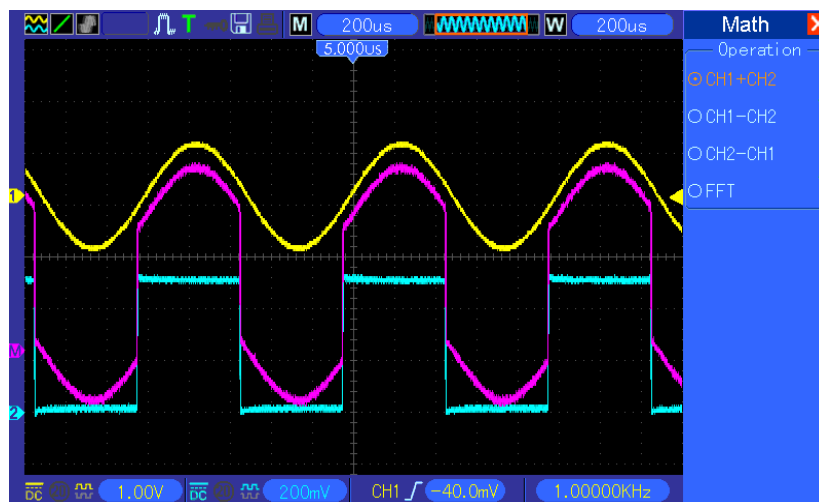 T M 200us W 200us Math X
5.000us
Operation
CH1+CH2
CH1-CH2
CH2-CH1
FFT
1
M
2
DC 1.00V DC 200mV CH1 -40.0mV 1.00000KHz